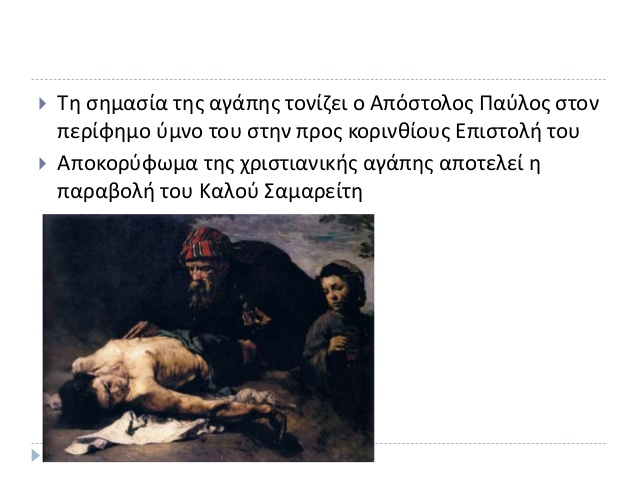 Τη σημασία της αγάπης τονίζει ο Απόστολος Παύλος στον
περίφημο ύμνο του στην προς κορινθίους Επιστολή του
Αποκορύφωμα της χριστιανικής αγάπης αποτελεί η
παραβολή του Καλού Σαμαρείτη